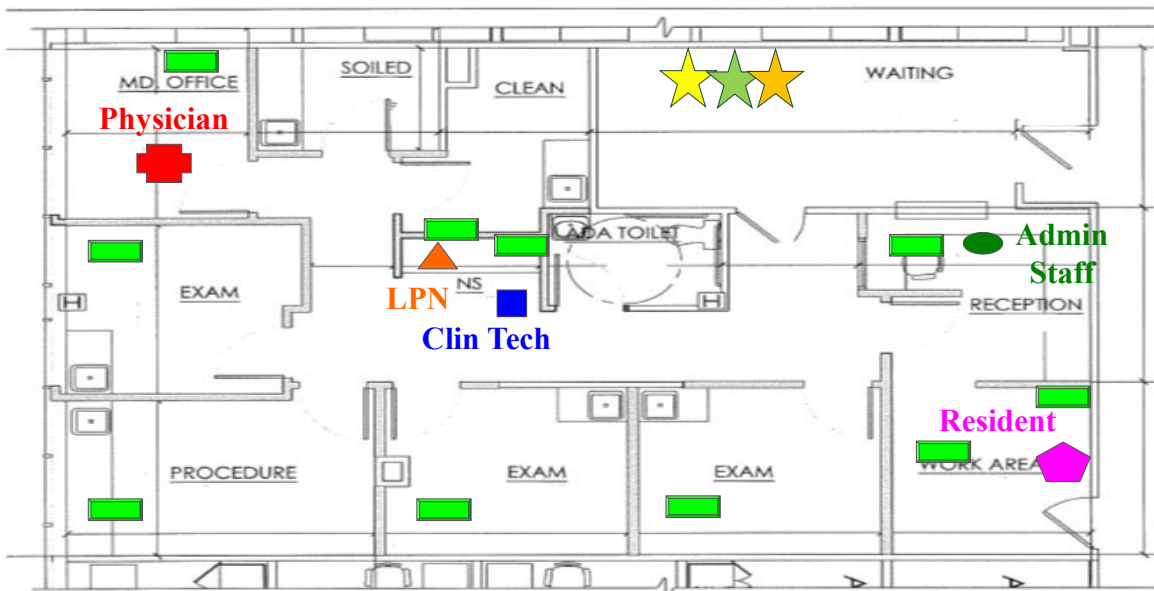 MD. OFFICE
SOILED
CLEAN
WAITING
Physician
ADA TOILET
Admin
Staff
EXAM
NS
LPN
H
H
RECEPTION
Clin Tech
Resident
PROCEDURE
EXAM
EXAM
WORK AREA